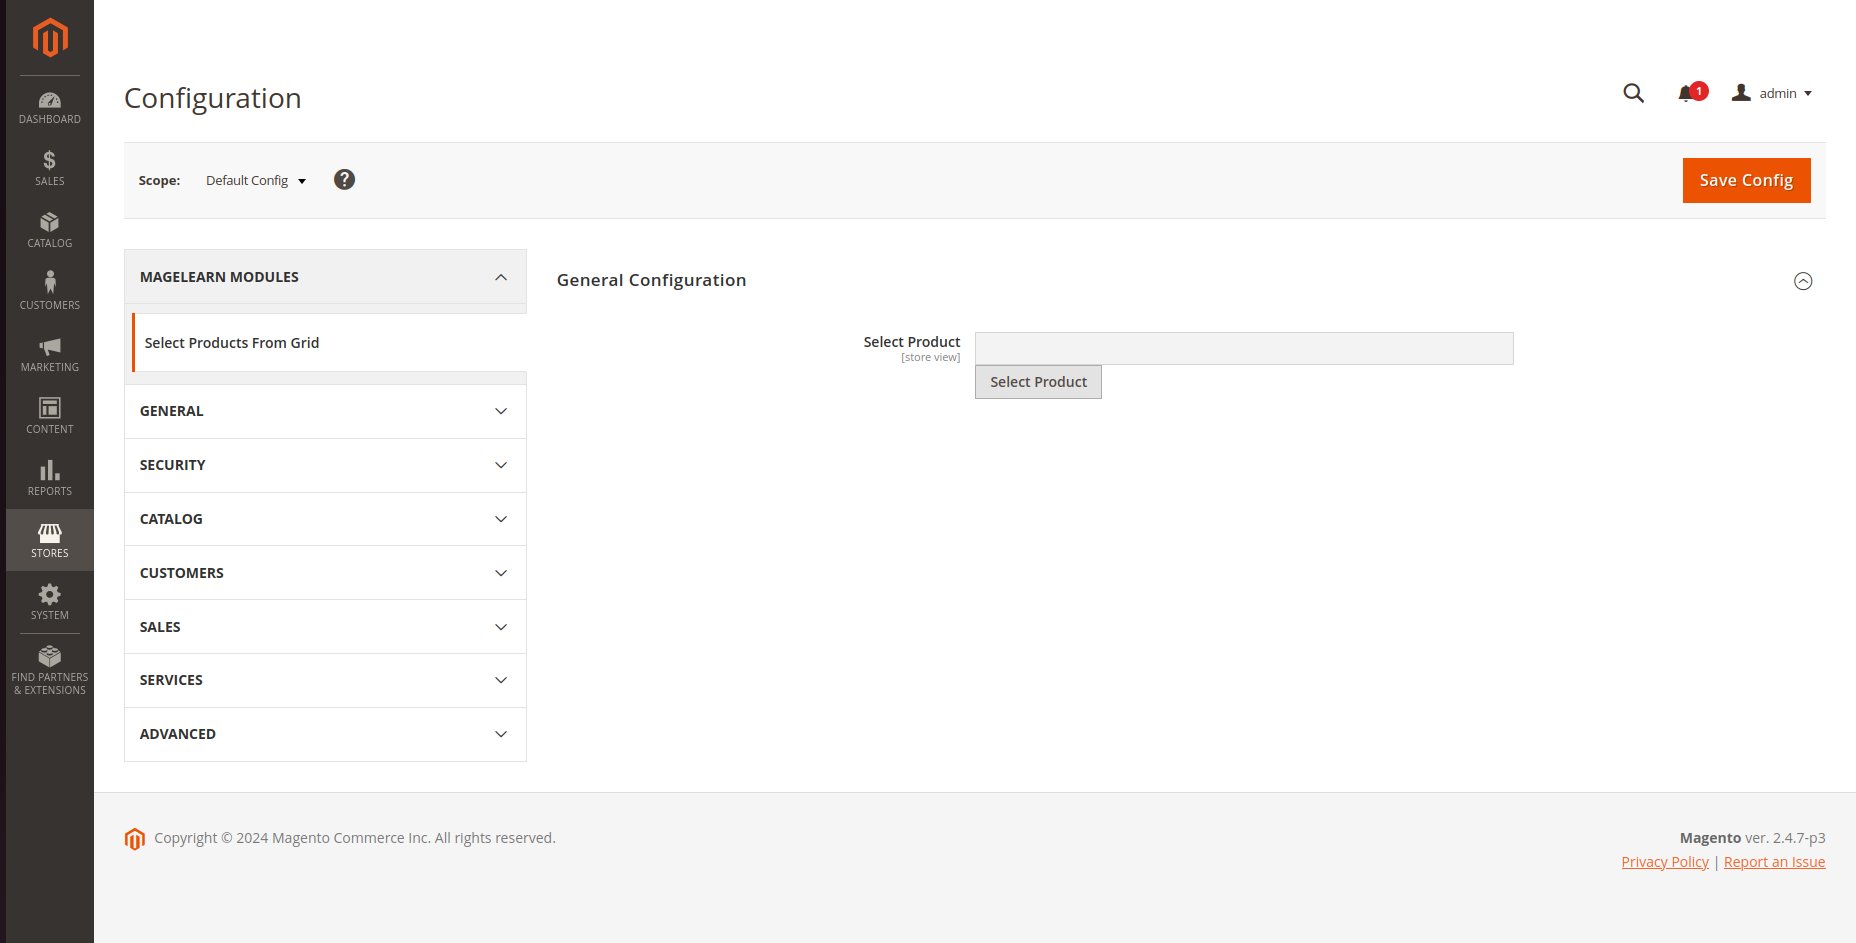 DASHBOARD
SALES
CATALOG
CUSTOMERS
MARKETING
CONTENT
REPORTS
STORES
SYSTEM
FIND PARTNERS
& EXTENSIONS
Configuration
1
admin
Scope:
Default Config
?
Save Config
MAGELEARN MODULES
Select Products From Grid
GENERAL
SECURITY
CATALOG
CUSTOMERS
SALES
SERVICES
ADVANCED
General Configuration
Select Product
[store view]
Select Product
Copyright © 2024 Magento Commerce Inc. All rights reserved.
Magento ver. 2.4.7-p3
Privacy Policy | Report an Issue